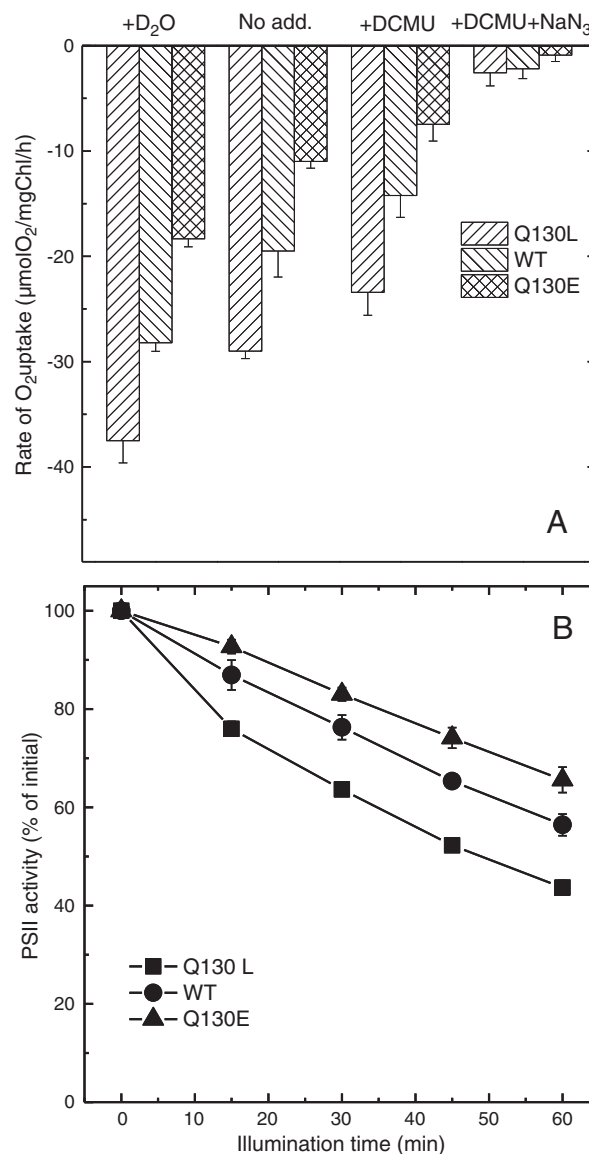 +D₂O No add. +DCMU +DCMU+NaN₃
0
-10
-20
-30
-40
Rate of O₂uptake (µmolO₂/mgChl/h)
Q130L
WT
Q130E
A
B
100
80
60
40
20
0
PSII activity (% of initial)
Q130 L
WT
Q130E
0 10 20 30 40 50 60
Illumination time (min)